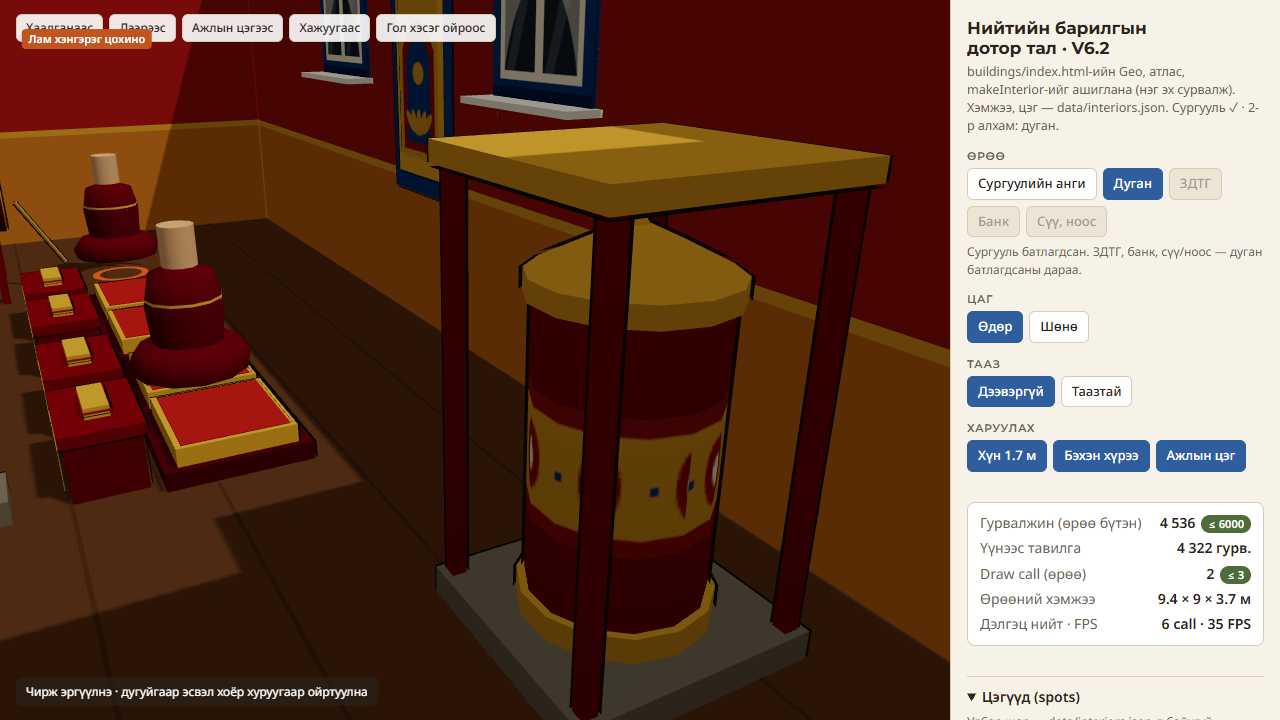 Хаалганаас Дээрээс Ажлын цэгээс Хажуугаас Гол хэсэг ойроос
Лам хэнгэрэг цохино
Чирж эргүүлнэ · дугуйгаар эсвэл хоёр хуруугаар ойртуулна
Нийтийн барилгын
дотор тал · V6.2
buildings/index.html-ийн Geo, атлас,
makeInterior-ийг ашиглана (нэг эх сурвалж).
Хэмжээ, цэг — data/interiors.json. Сургууль ✓ · 2-
р алхам: дуган.
ӨРӨӨ
Сургуулийн анги Дуган ЗДТГ
Банк Сүү, ноос
Сургууль батлагдсан. ЗДТГ, банк, сүү/ноос — дуган
батлагдсаны дараа.
ЦАГ
Өдөр Шөнө
ТААЗ
Дээвэргүй Таазтай
ХАРУУЛАХ
Хүн 1.7 м Бэхэн хүрээ Ажлын цэг
Гурвалжин (өрөө бүтэн) 4 536 ≤ 6000
Үүнээс тавилга 4 322 гурв.
Draw call (өрөө) 2 ≤ 3
Өрөөний хэмжээ 9.4 × 9 × 3.7 м
Дэлгэц нийт · FPS 6 call · 35 FPS
▼ Цэгүүд (spots)